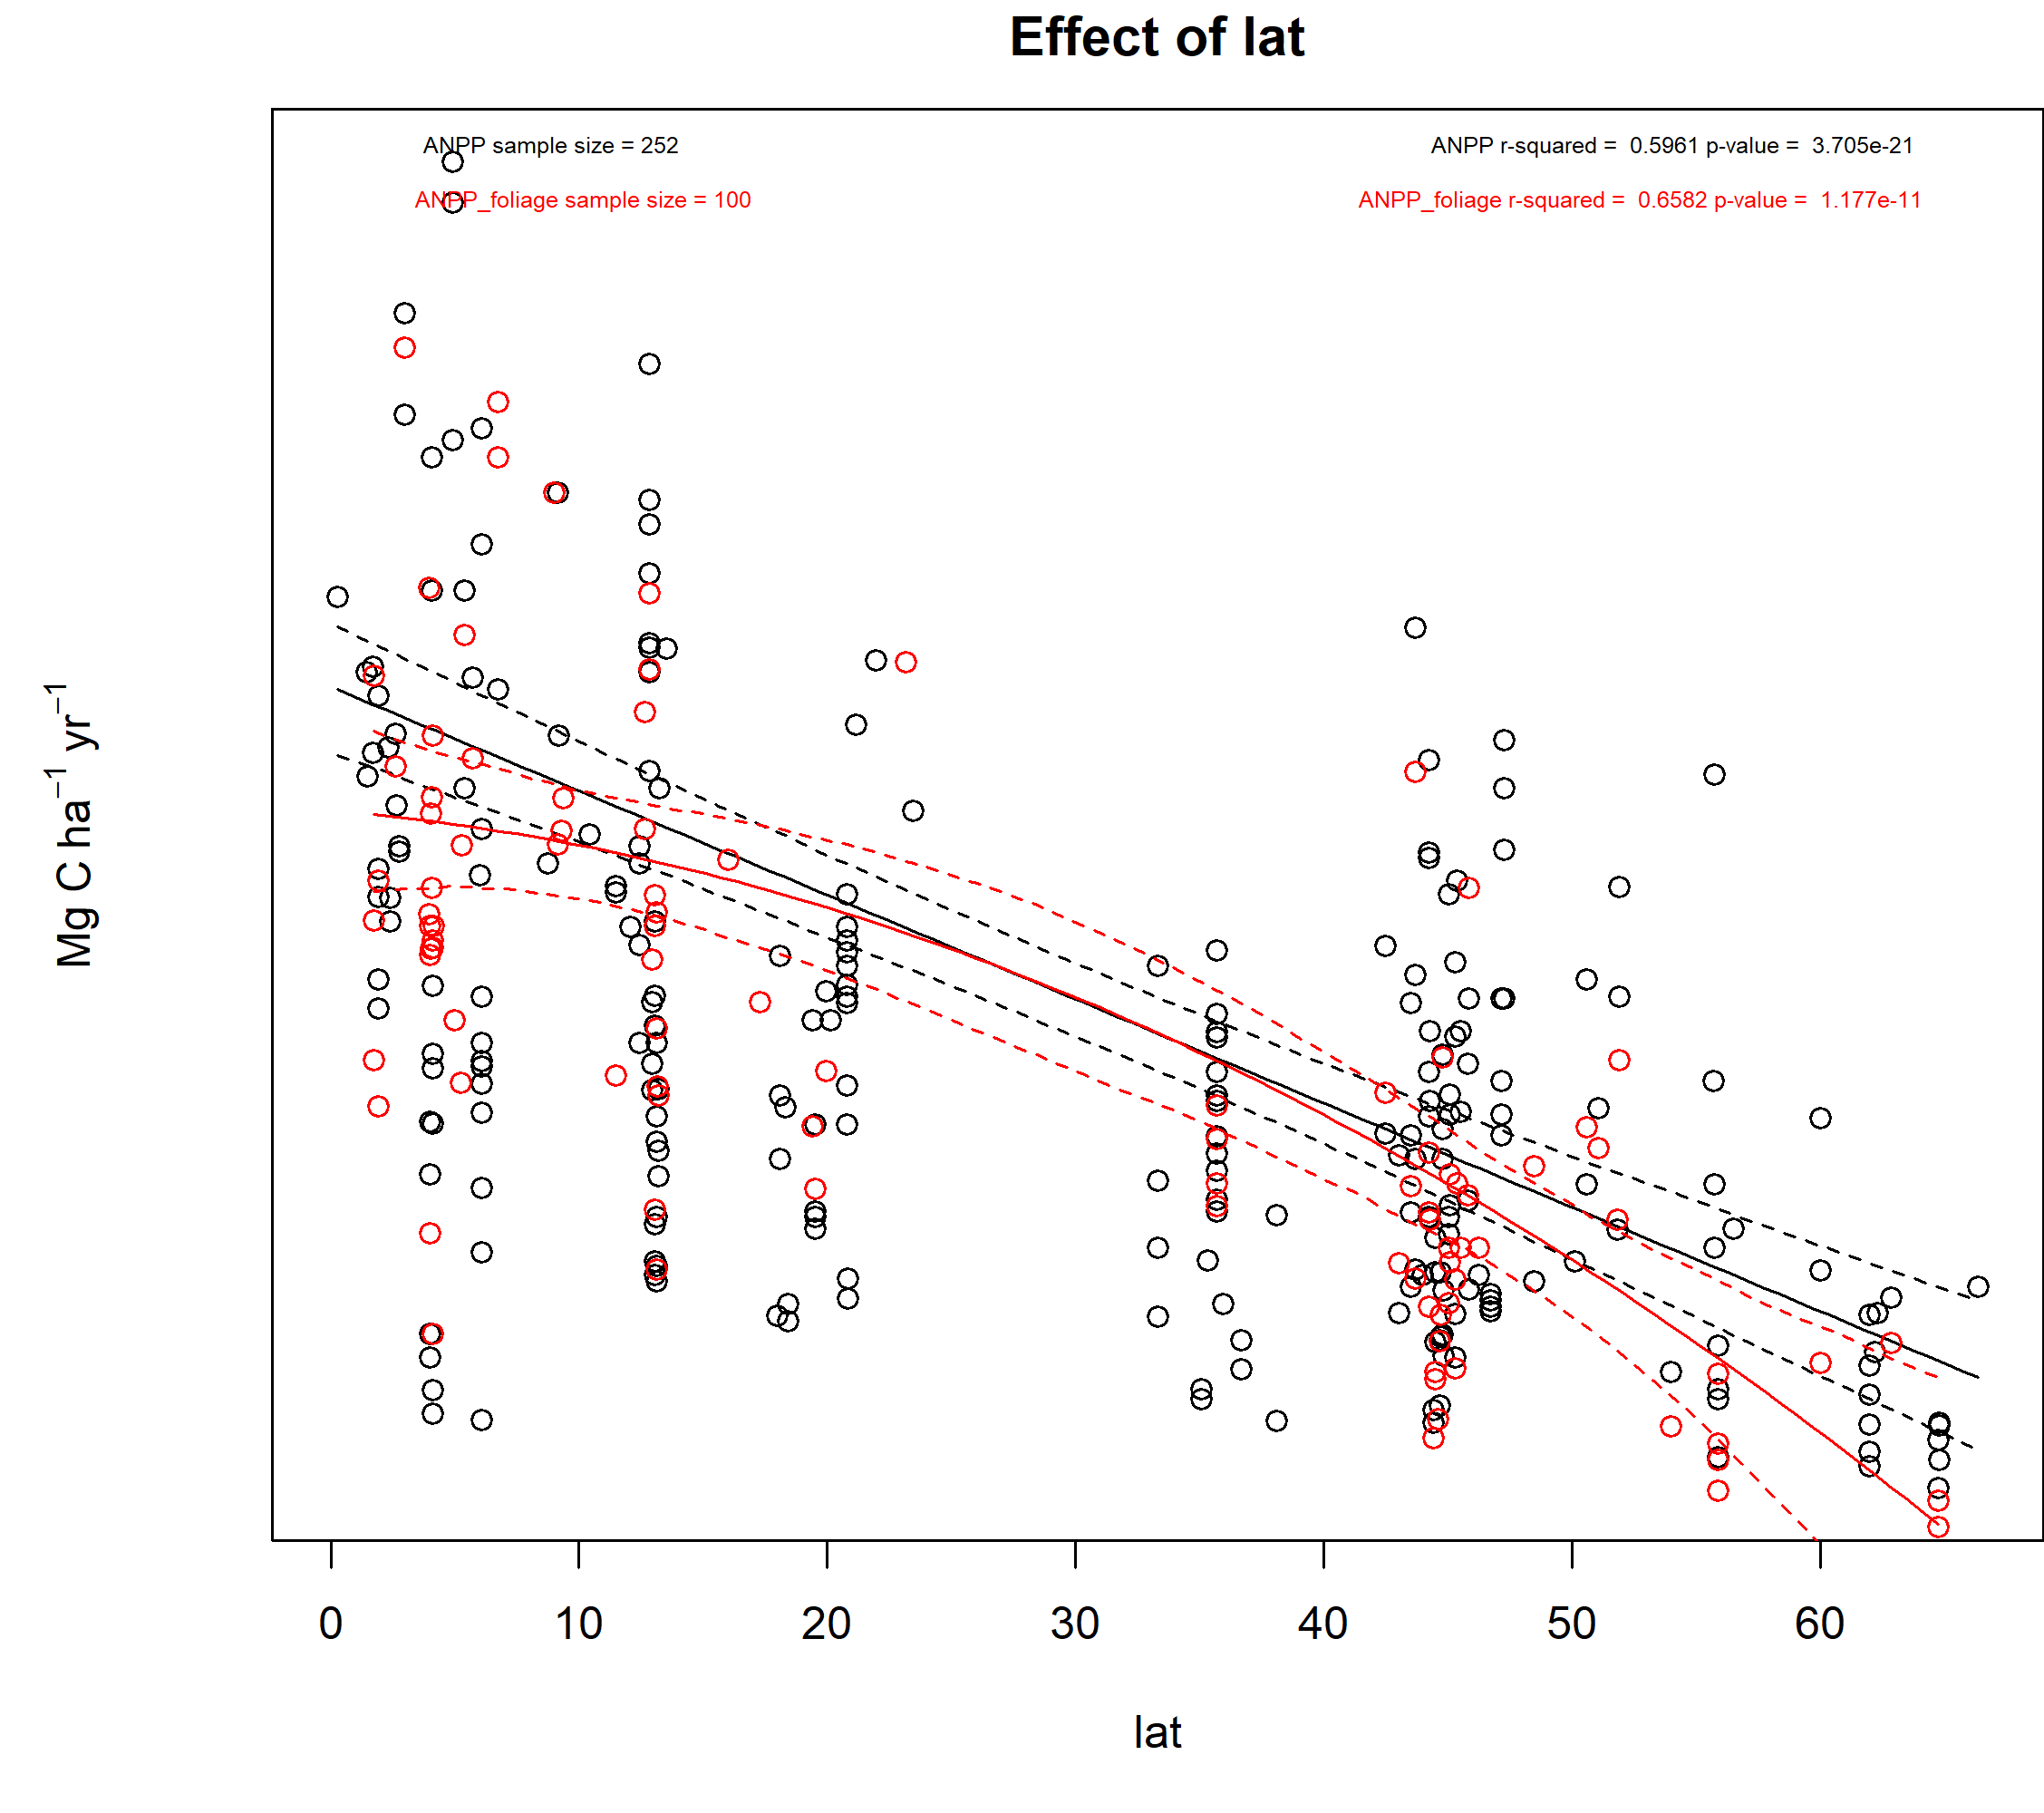 Effect of lat
ANPP sample size = 252
ANPP r-squared = 0.5961 p-value = 3.705e-21
ANPP_foliage sample size = 100
ANPP_foliage r-squared = 0.6582 p-value = 1.177e-11
Mg C ha⁻¹ yr⁻¹
0 10 20 30 40 50 60
lat